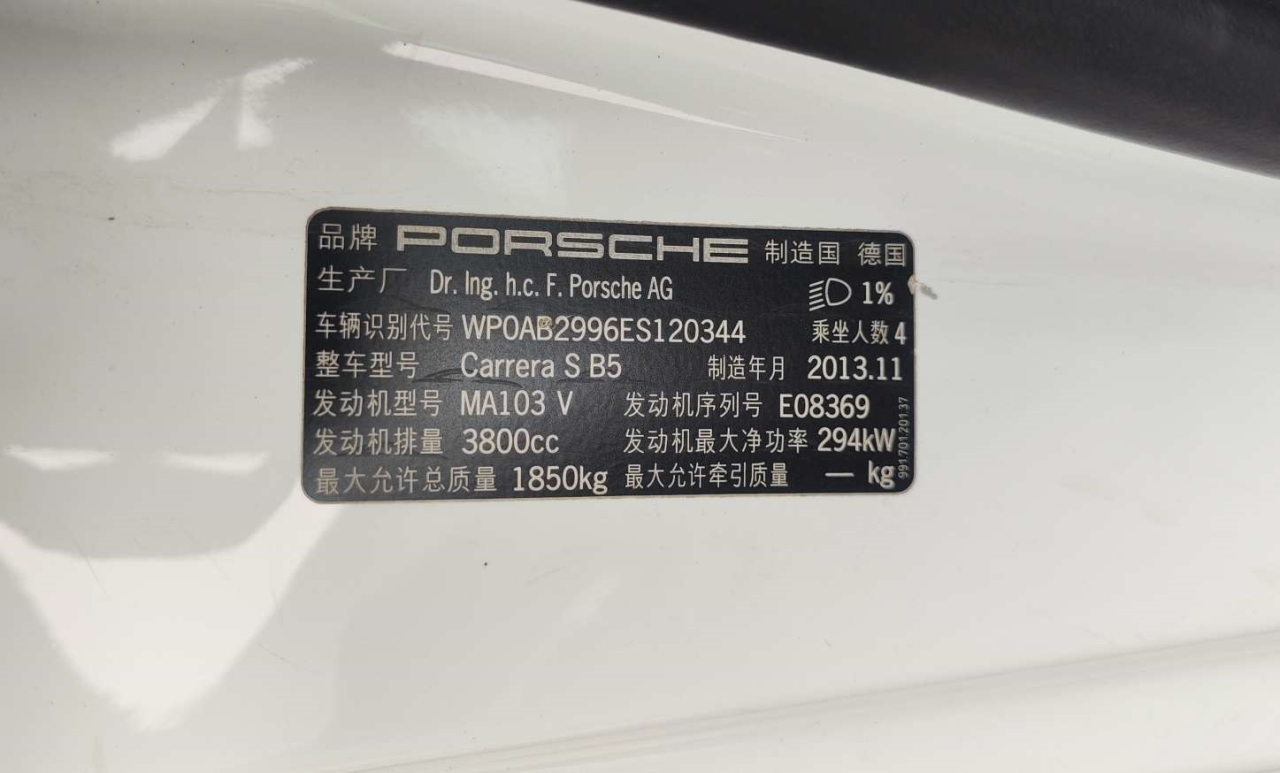 品牌 PORSCHE 制造国 德国
生产厂 Dr. Ing. h.c. F. Porsche AG 1%
车辆识别代号 WP0AB2996ES120344 乘坐人数 4
整车型号 Carrera S B5 制造年月 2013.11
发动机型号 MA103 V 发动机序列号 E08369
发动机排量 3800cc 发动机最大净功率 294kW
最大允许总质量 1850kg 最大允许牵引质量 — kg
991.701.201.37